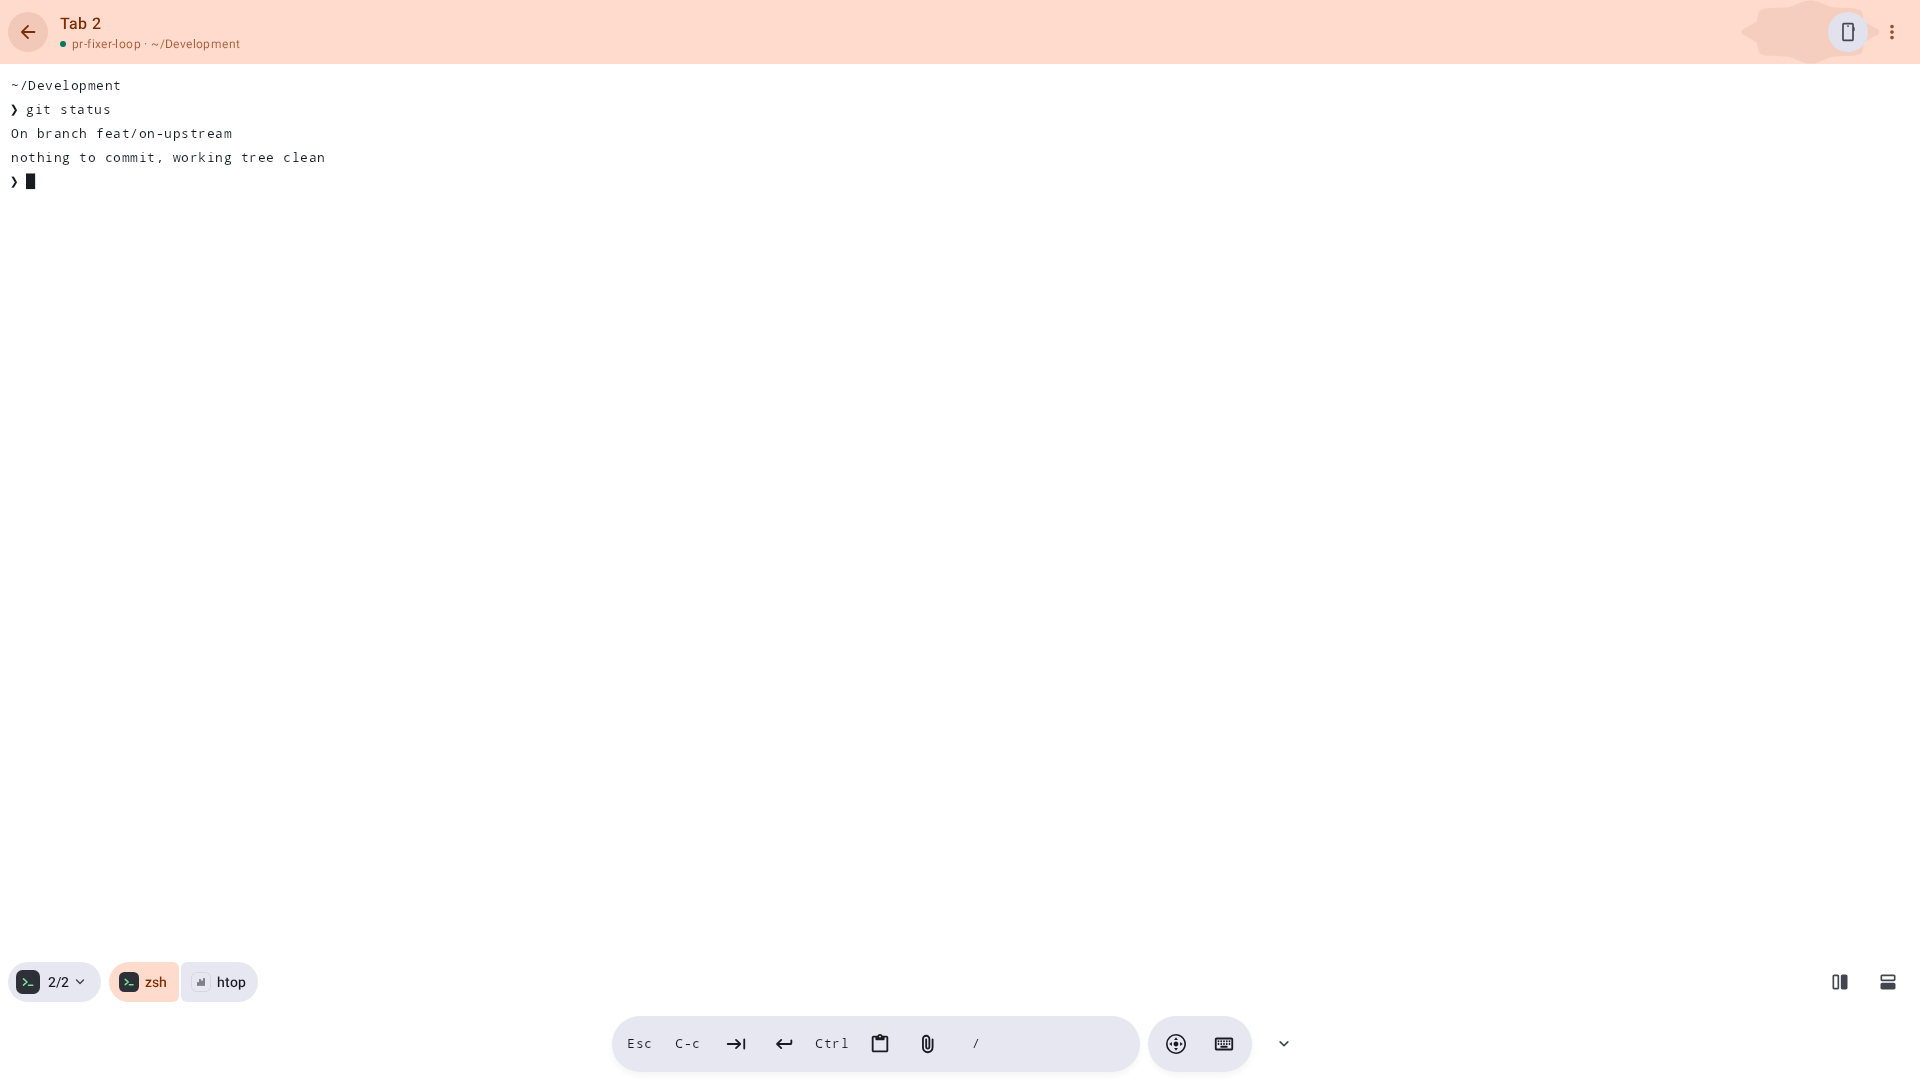 Tab 2
pr-fixer-loop · ~/Development
~/Development
❯ git status
On branch feat/on-upstream
nothing to commit, working tree clean
❯
2/2
zsh
htop
Esc C-c Ctrl /